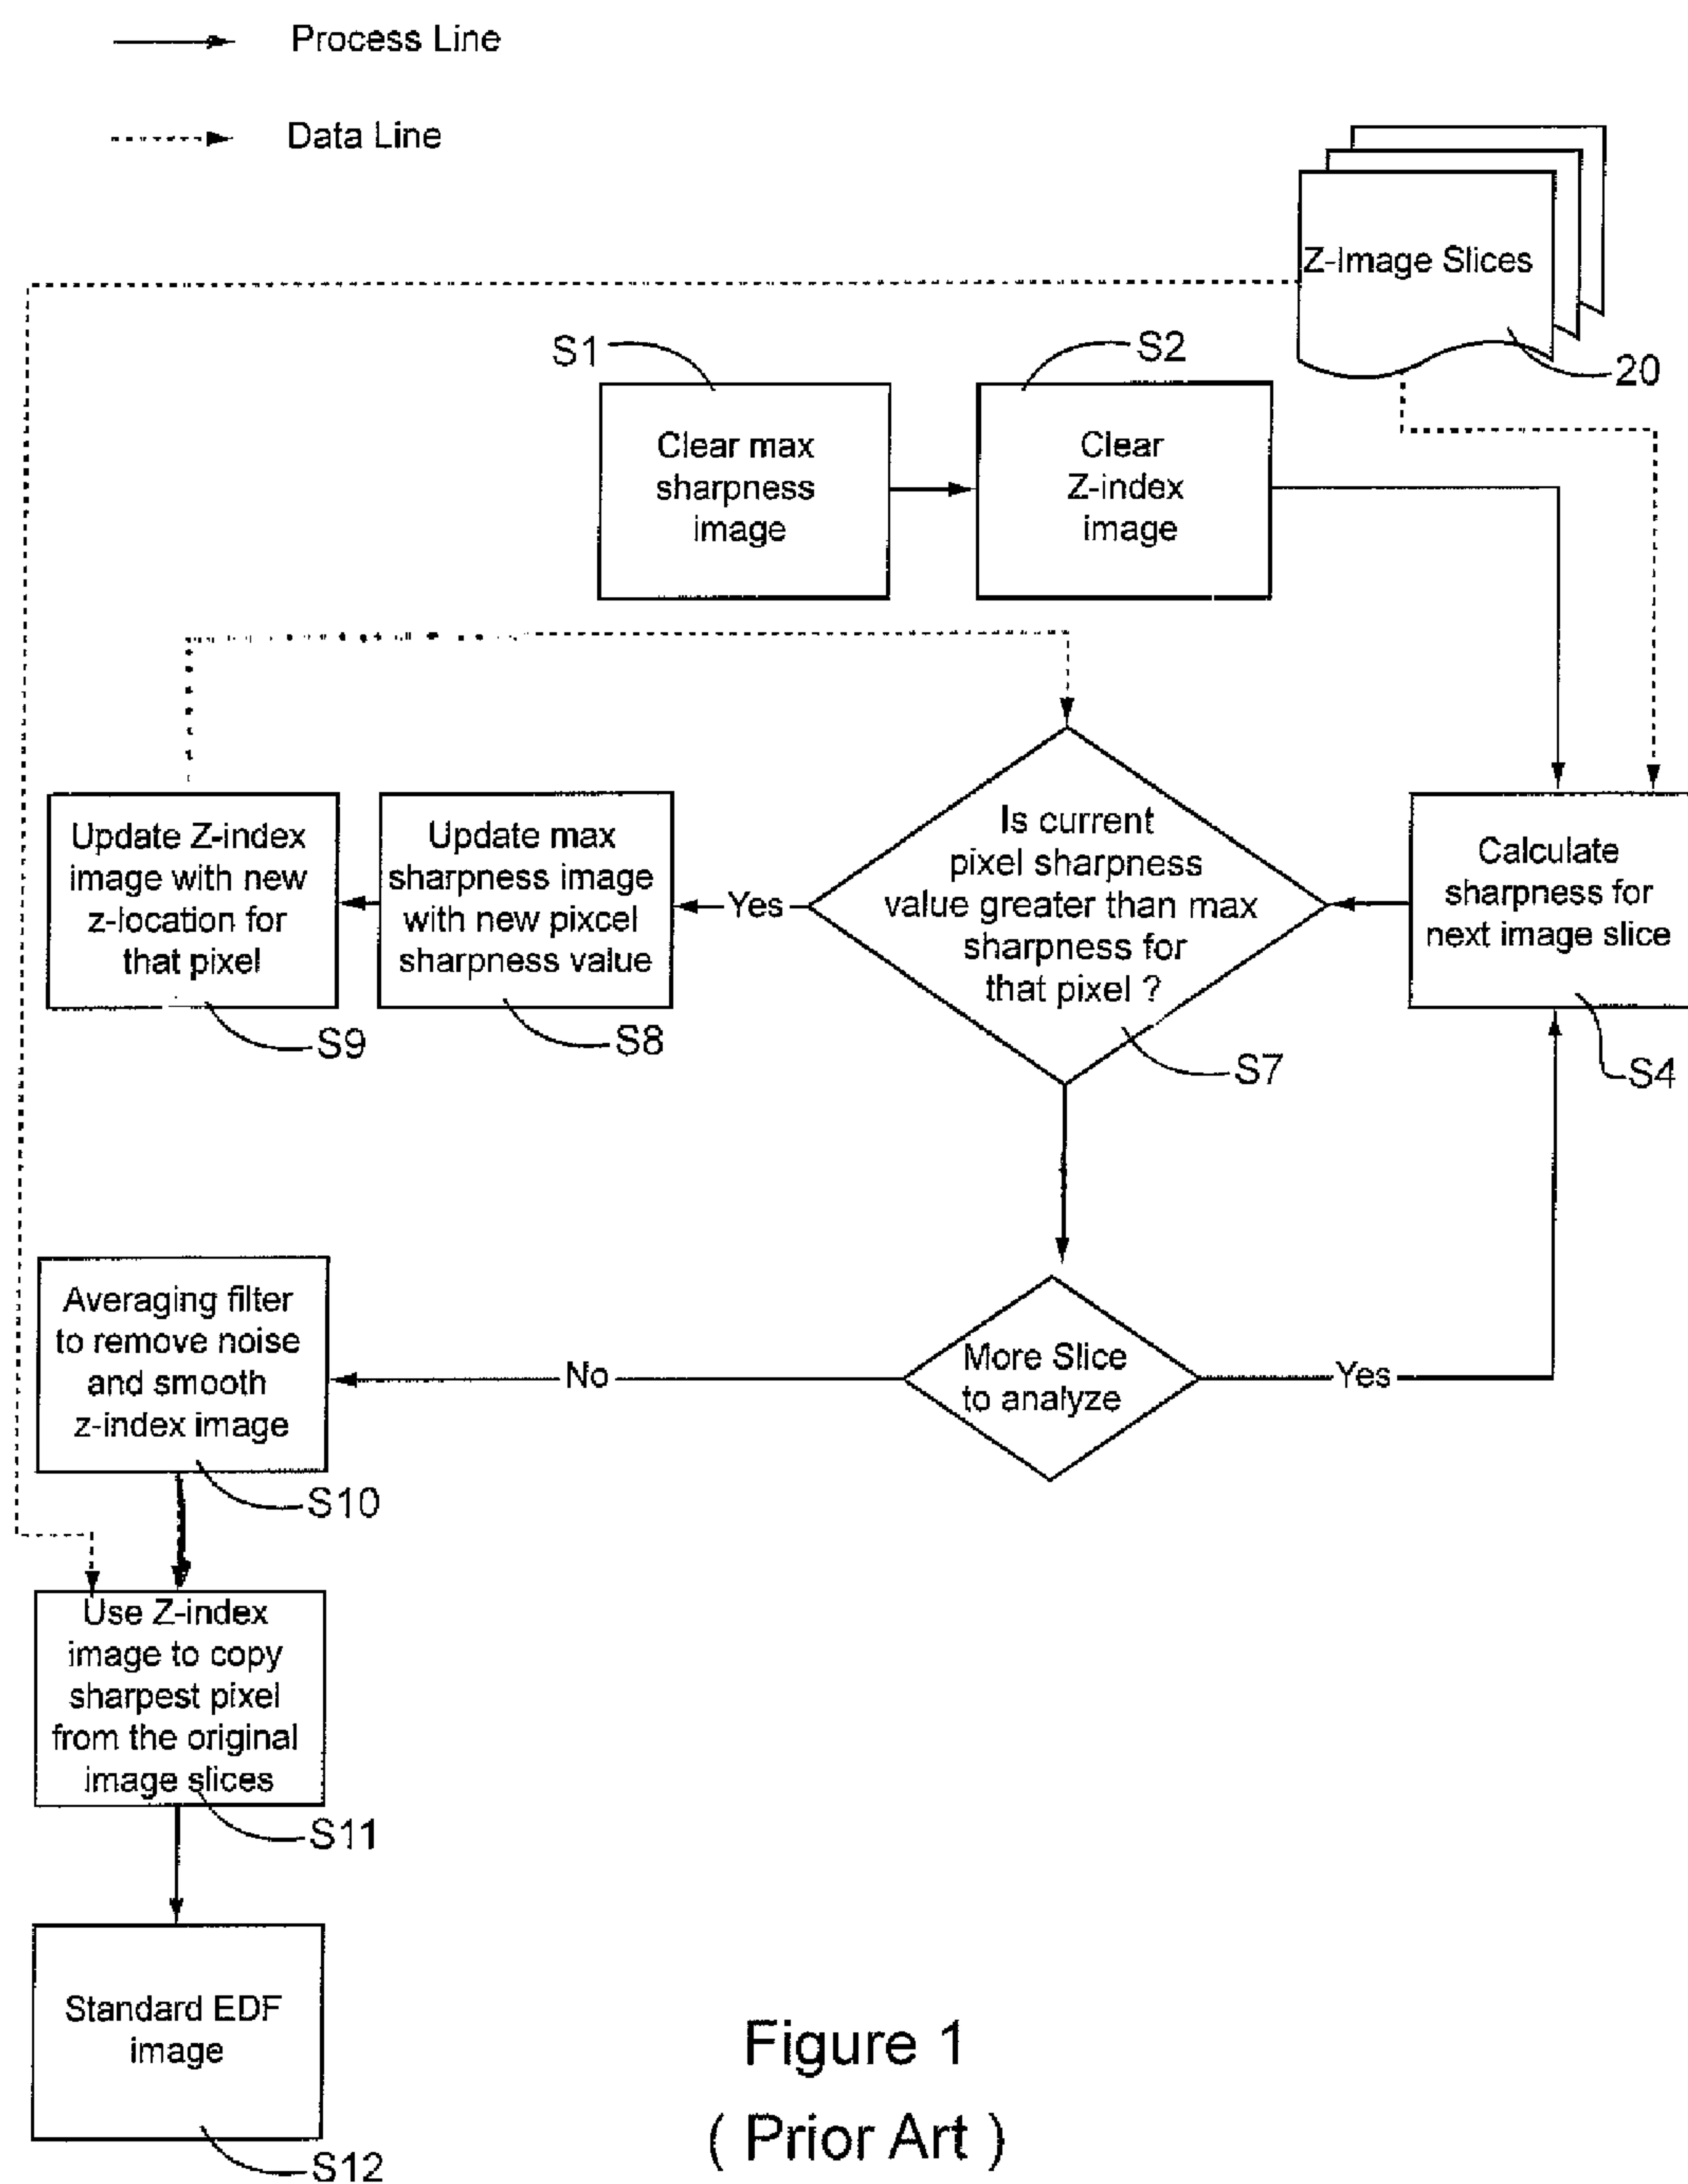 Process Line
Data Line
Z-Image Slices
20
S1
S2
Clear max
sharpness
image
Clear
Z-index
image
Update Z-index
image with new
z-location for
that pixel
S9
Update max
sharpness image
with new pixcel
sharpness value
S8
Yes
Is current
pixel sharpness
value greater than max
sharpness for
that pixel ?
S7
Calculate
sharpness for
next image slice
S4
Averaging filter
to remove noise
and smooth
z-index image
S10
No
More Slice
to analyze
Yes
Use Z-index
image to copy
sharpest pixel
from the original
image slices
S11
Standard EDF
image
S12
Figure 1
( Prior Art )